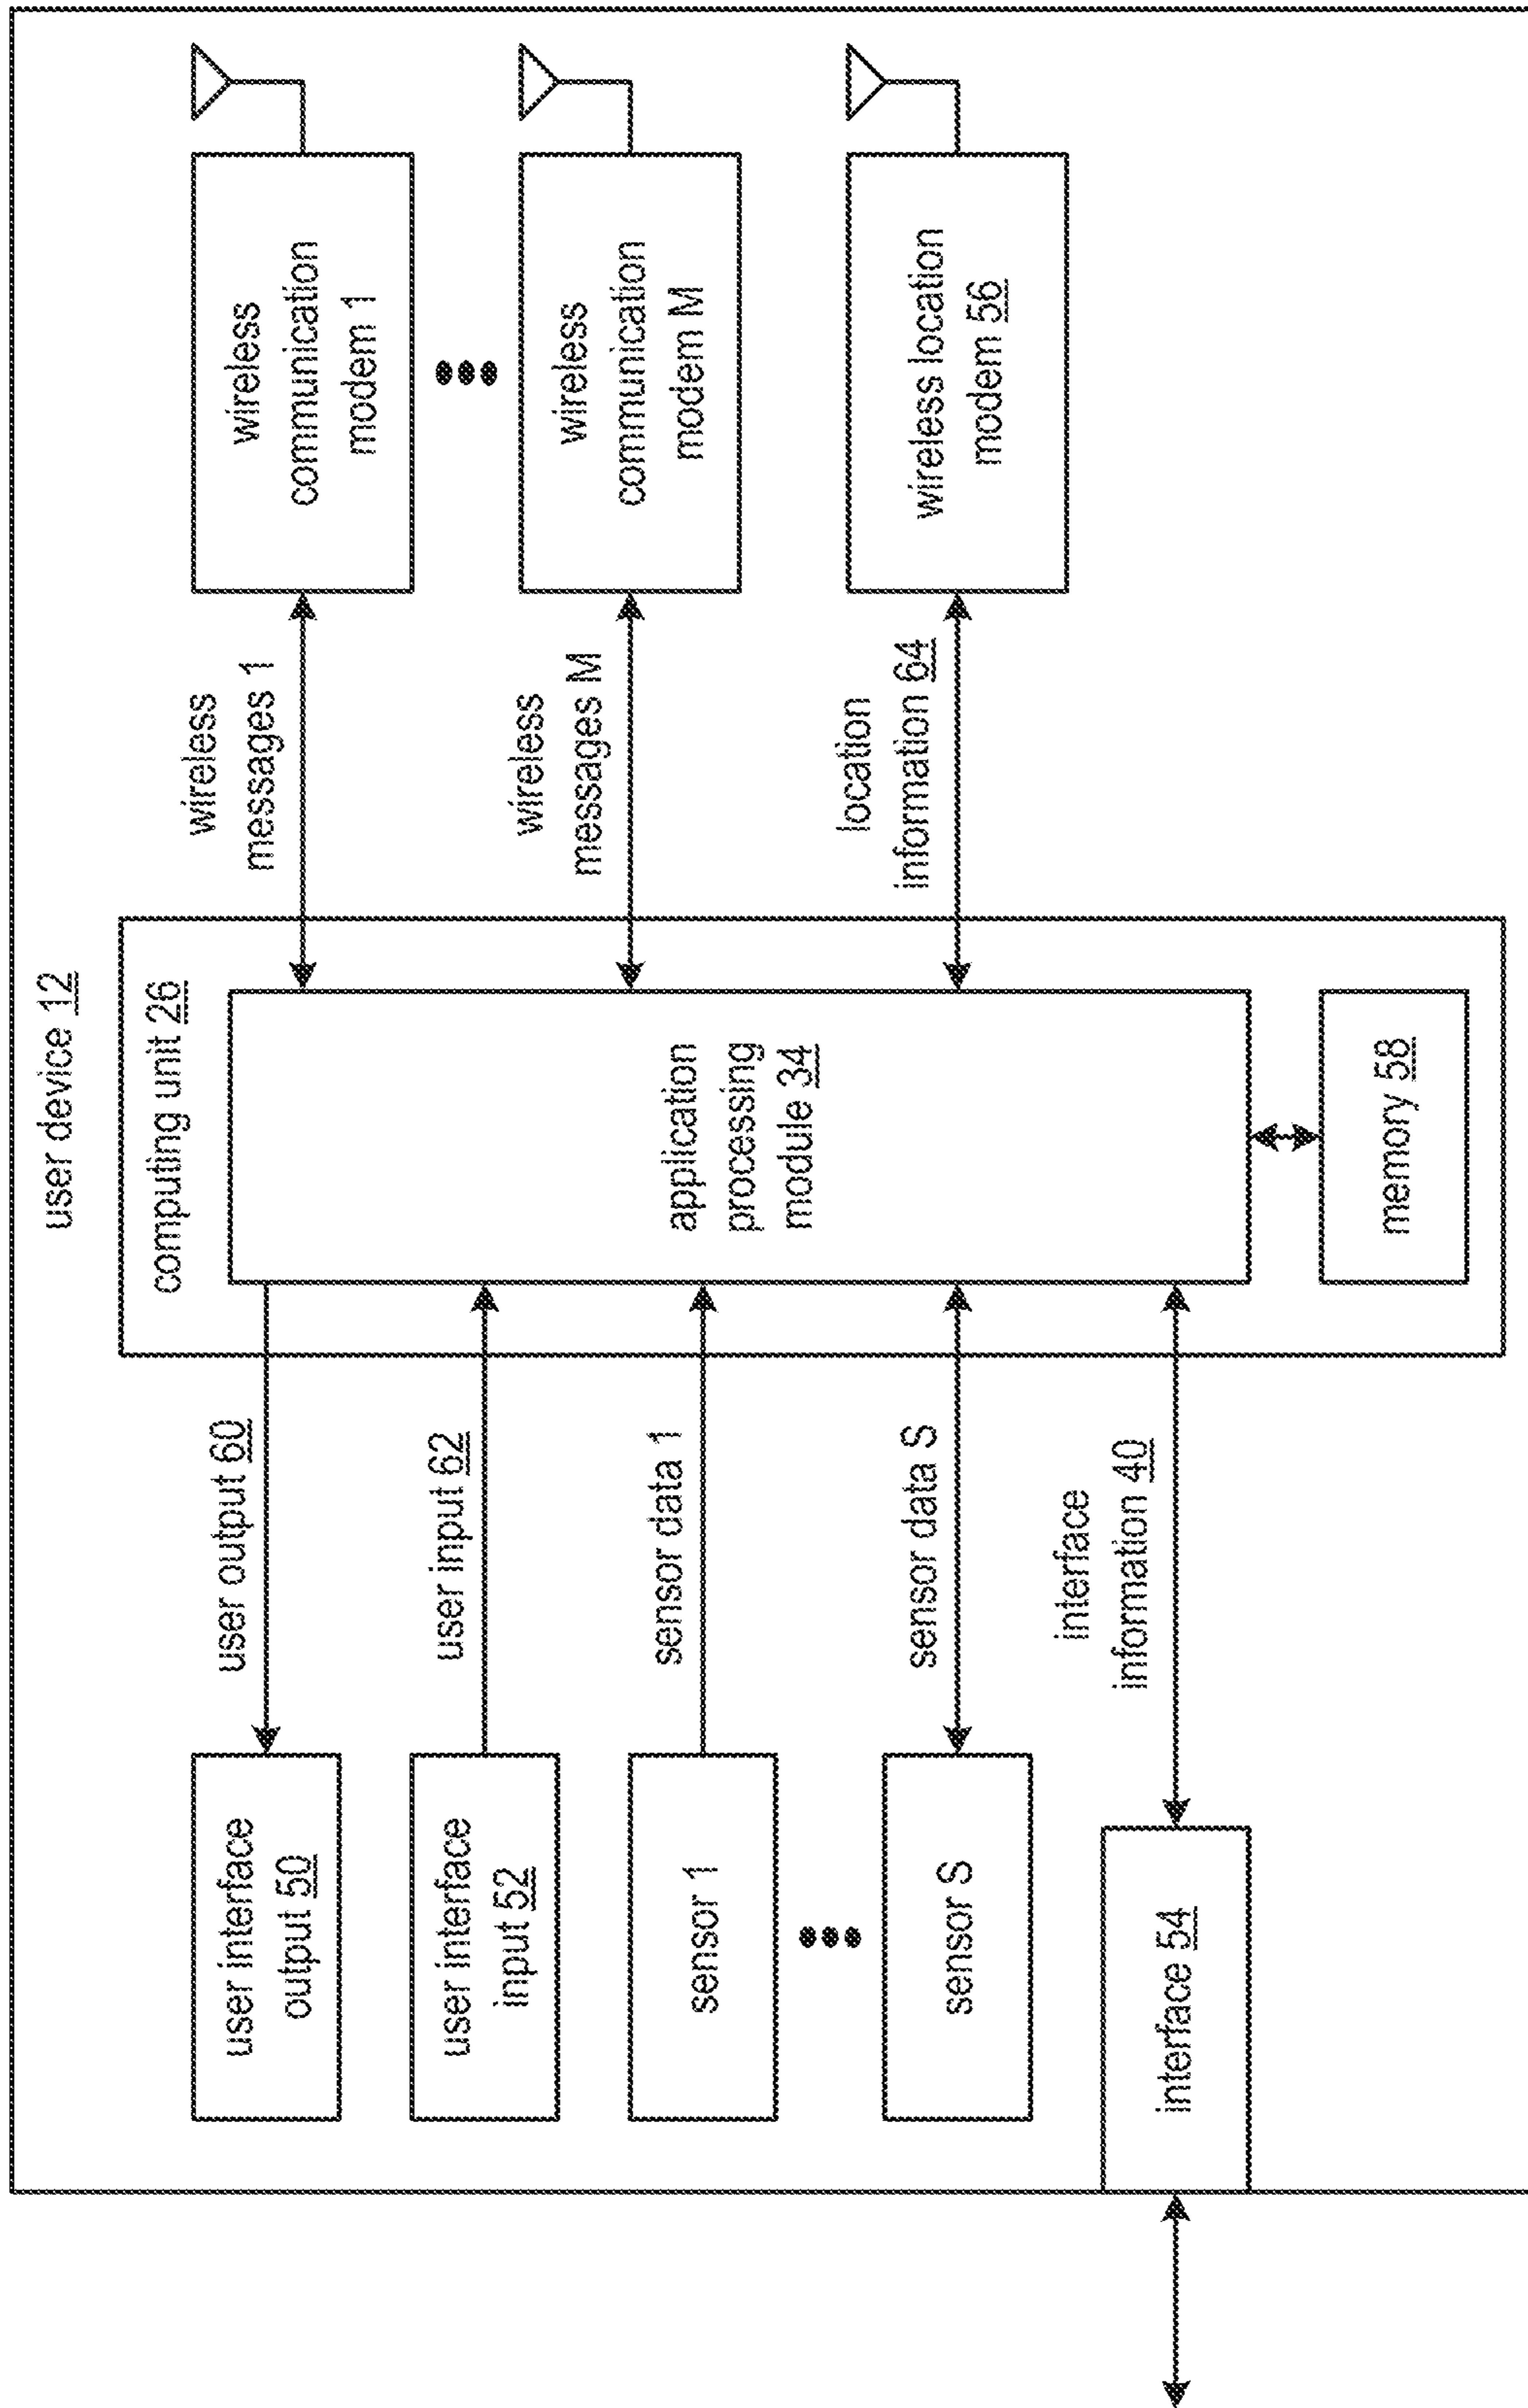 user device 12
computing unit 26
application
processing
module 34
memory 58
user interface
output 50
user output 60
user interface
input 52
user input 62
sensor 1
sensor data 1
sensor S
sensor data S
interface 54
interface
information 40
wireless
messages 1
wireless
communication
modem 1
wireless
messages M
wireless
communication
modem M
location
information 64
wireless location
modem 56